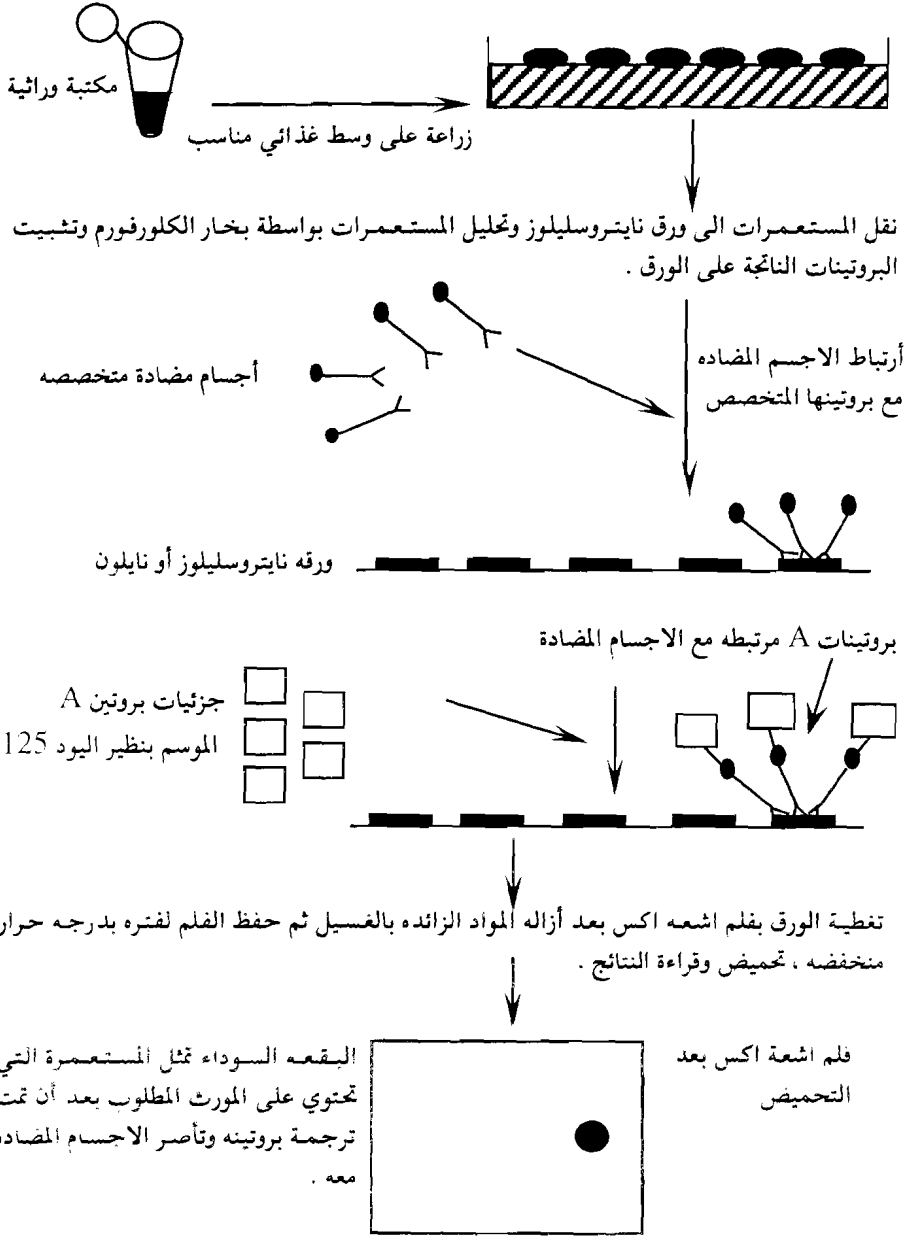 مكتبة وراثية
زراعة على وسط غذائي مناسب
نقل المستعمرات الى ورق نايتروسليلوز وتحليل المستعمرات بواسطة بخار الكلورفورم وتثبيت
البروتينات الناتجة على الورق .
أرتباط الاجسم المضاده
مع بروتينها المتخصص
أجسام مضادة متخصصه
ورقه نايتروسليلوز أو نايلون
بروتينات A مرتبطه مع الاجسام المضادة
جزئيات بروتين A
الموسم بنظير اليود 125
تغطية الورق بفلم اشعه اكس بعد أزاله المواد الزائده بالغسيل ثم حفظ الفلم لفتره بدرجه حرار
منخفضه ، تحميض وقراءة النتائج .
فلم اشعة اكس بعد
التحميض
البقعه السوداء تمثل المستعمرة التي
تحتوي على المورث المطلوب بعد أن تمت
ترجمة بروتينه وتأصر الاجسام المضاده
معه .